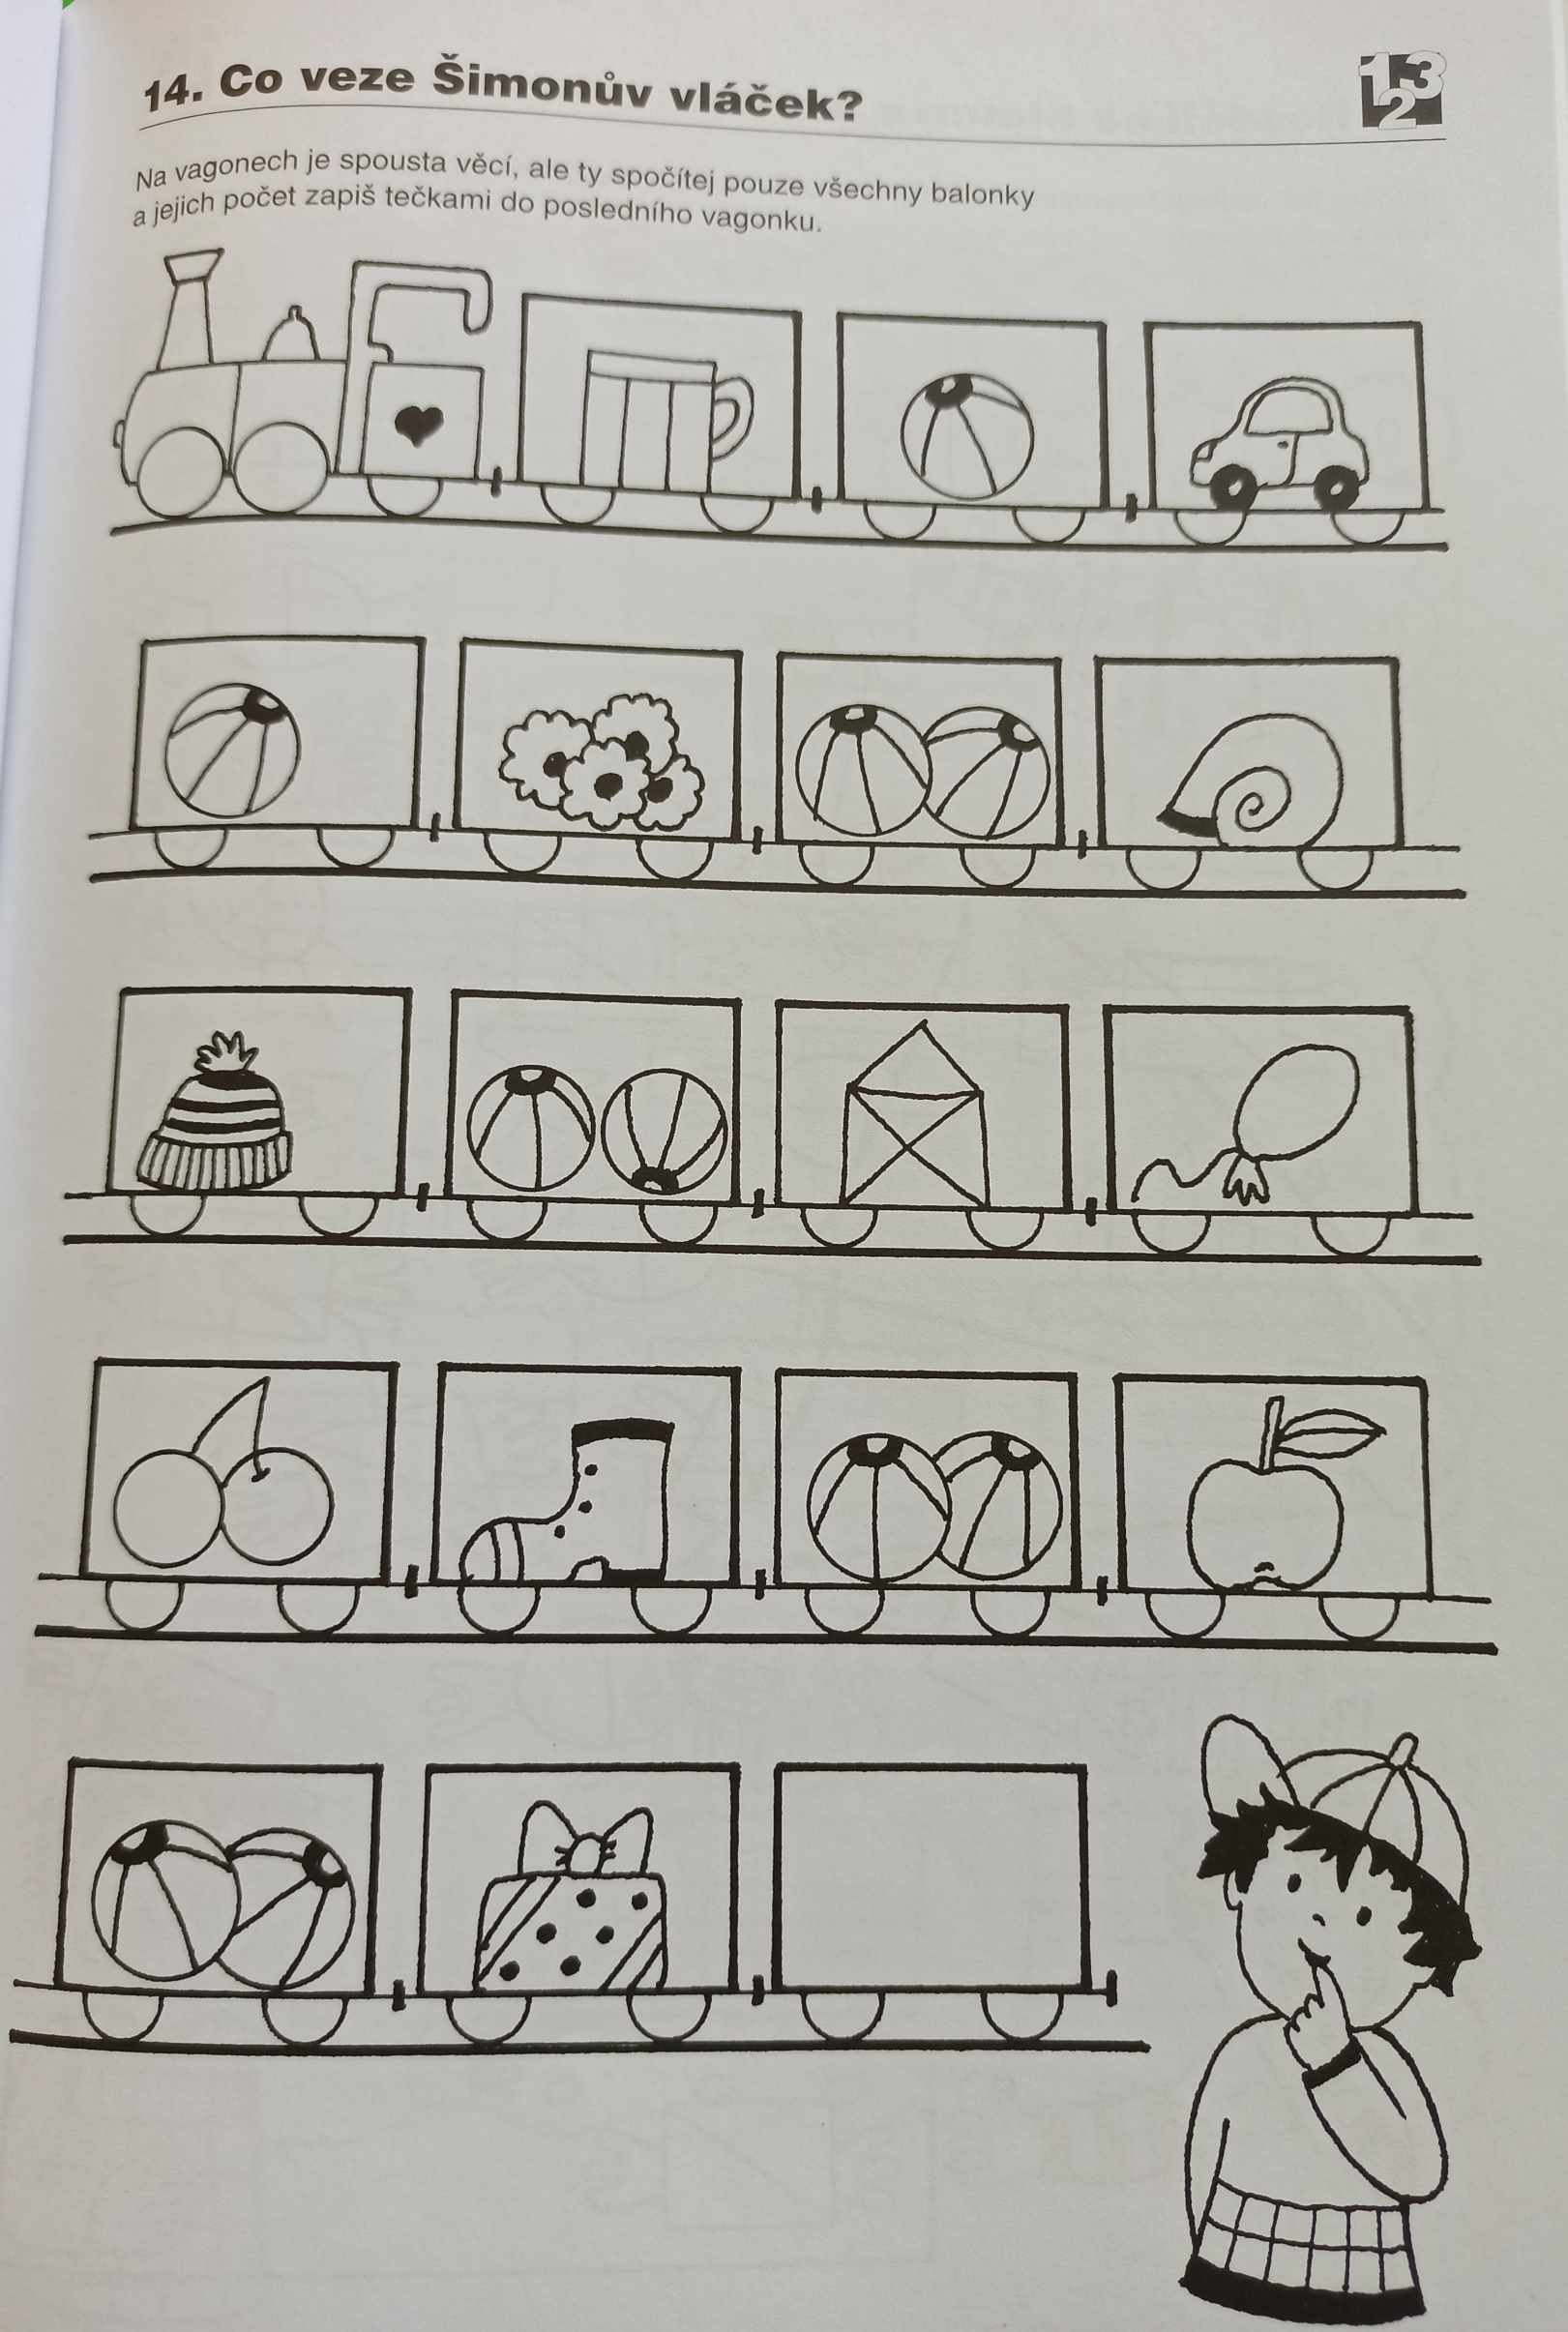 14. Co veze Šimonův vláček?
123
Na vagonech je spousta věcí, ale ty spočítej pouze všechny balonky
a jejich počet zapiš tečkami do posledního vagonku.